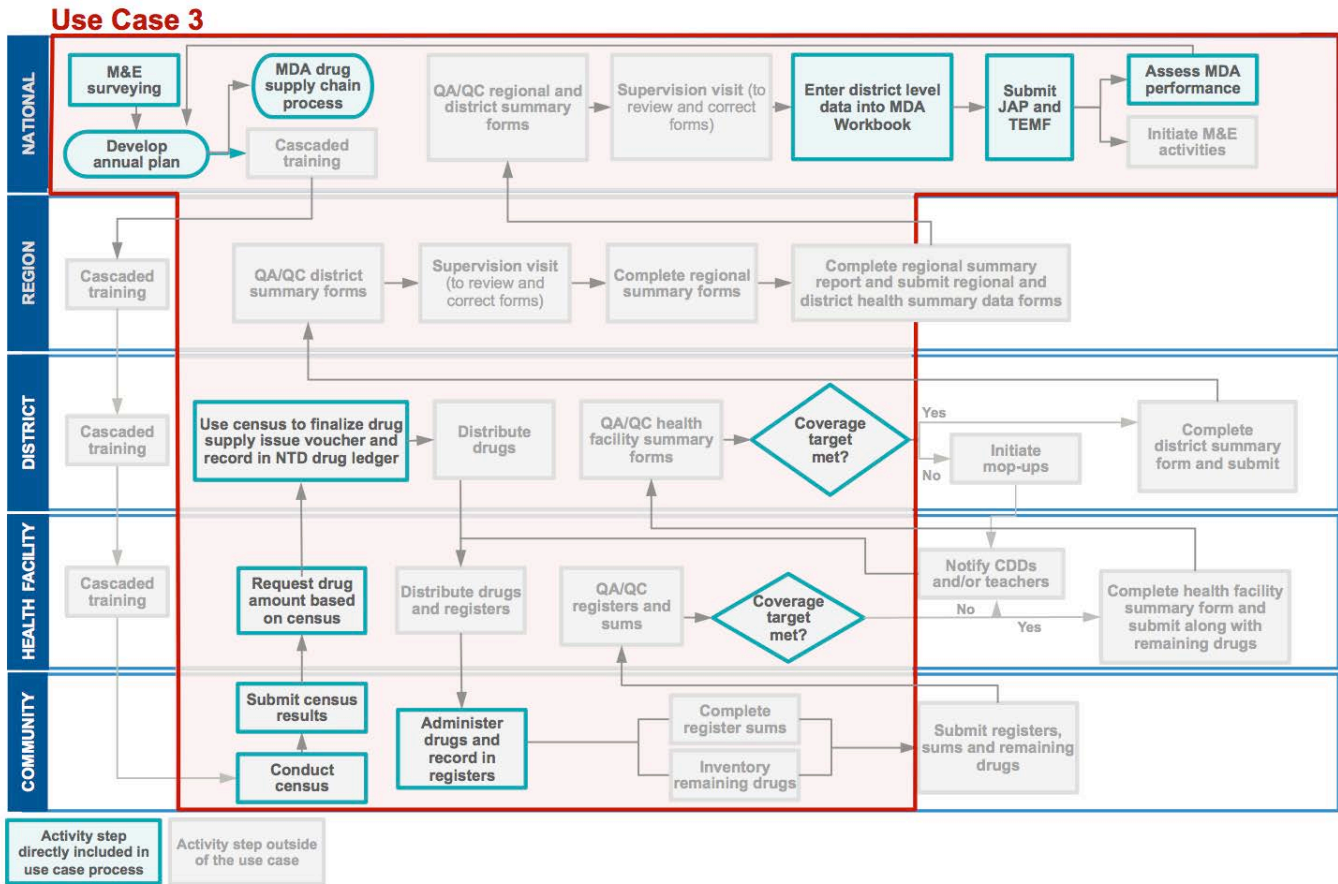 Use Case 3
NATIONAL
M&E
surveying
Develop
annual plan
MDA drug
supply chain
process
Cascaded
training
QA/QC regional and
district summary
forms
Supervision visit (to
review and correct
forms)
Enter district level
data into MDA
Workbook
Submit
JAP and
TEMF
Assess MDA
performance
Initiate M&E
activities
REGION
Cascaded
training
QA/QC district
summary forms
Supervision visit
(to review and
correct forms)
Complete regional
summary forms
Complete regional summary
report and submit regional and
district health summary data forms
DISTRICT
Cascaded
training
Use census to finalize drug
supply issue voucher and
record in NTD drug ledger
Distribute
drugs
QA/QC health
facility summary
forms
Coverage
target
met?
Yes
No
Initiate
mop-ups
Complete
district summary
form and submit
HEALTH FACILITY
Cascaded
training
Request drug
amount based
on census
Distribute drugs
and registers
QA/QC
registers and
sums
Coverage
target
met?
Notify CDDs
and/or teachers
No
Yes
Complete health facility
summary form and
submit along with
remaining drugs
COMMUNITY
Submit census
results
Conduct
census
Administer
drugs and
record in
registers
Complete
register sums
Inventory
remaining drugs
Submit registers,
sums and remaining
drugs
Activity step
directly included in
use case process
Activity step outside
of the use case